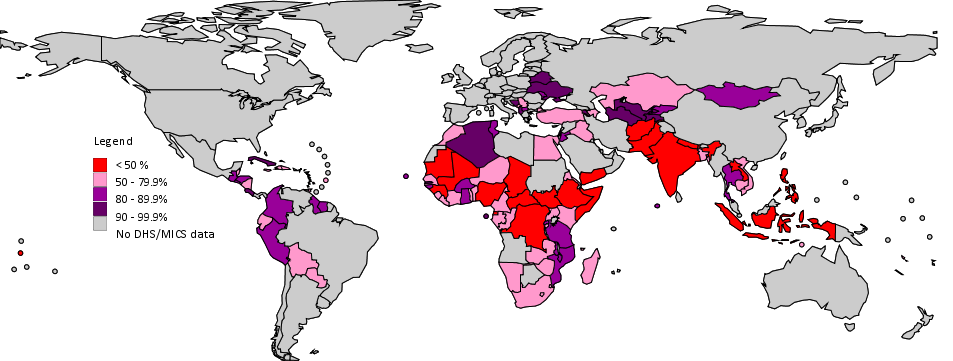 Legend
< 50 %
50 - 79.9%
80 - 89.9%
90 - 99.9%
No DHS/MICS data